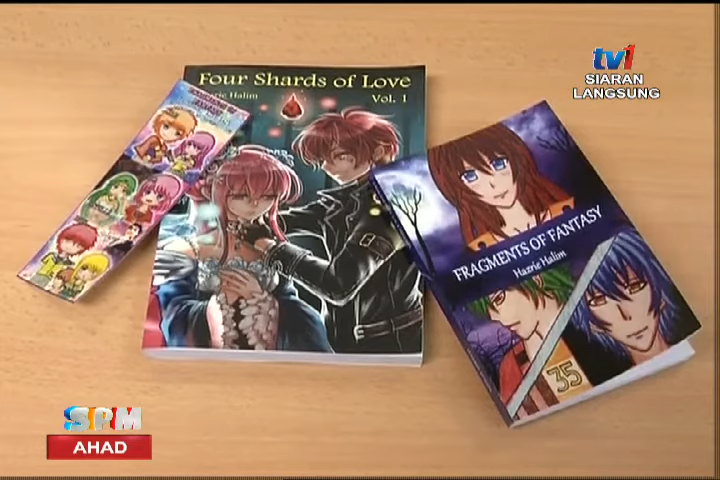 tv1
SIARAN
LANGSUNG
Four Shards of Love
Hazrie Halim
Vol. 1
FRAGMENTS OF FANTASY
Hazrie Halim
35
SPM
AHAD